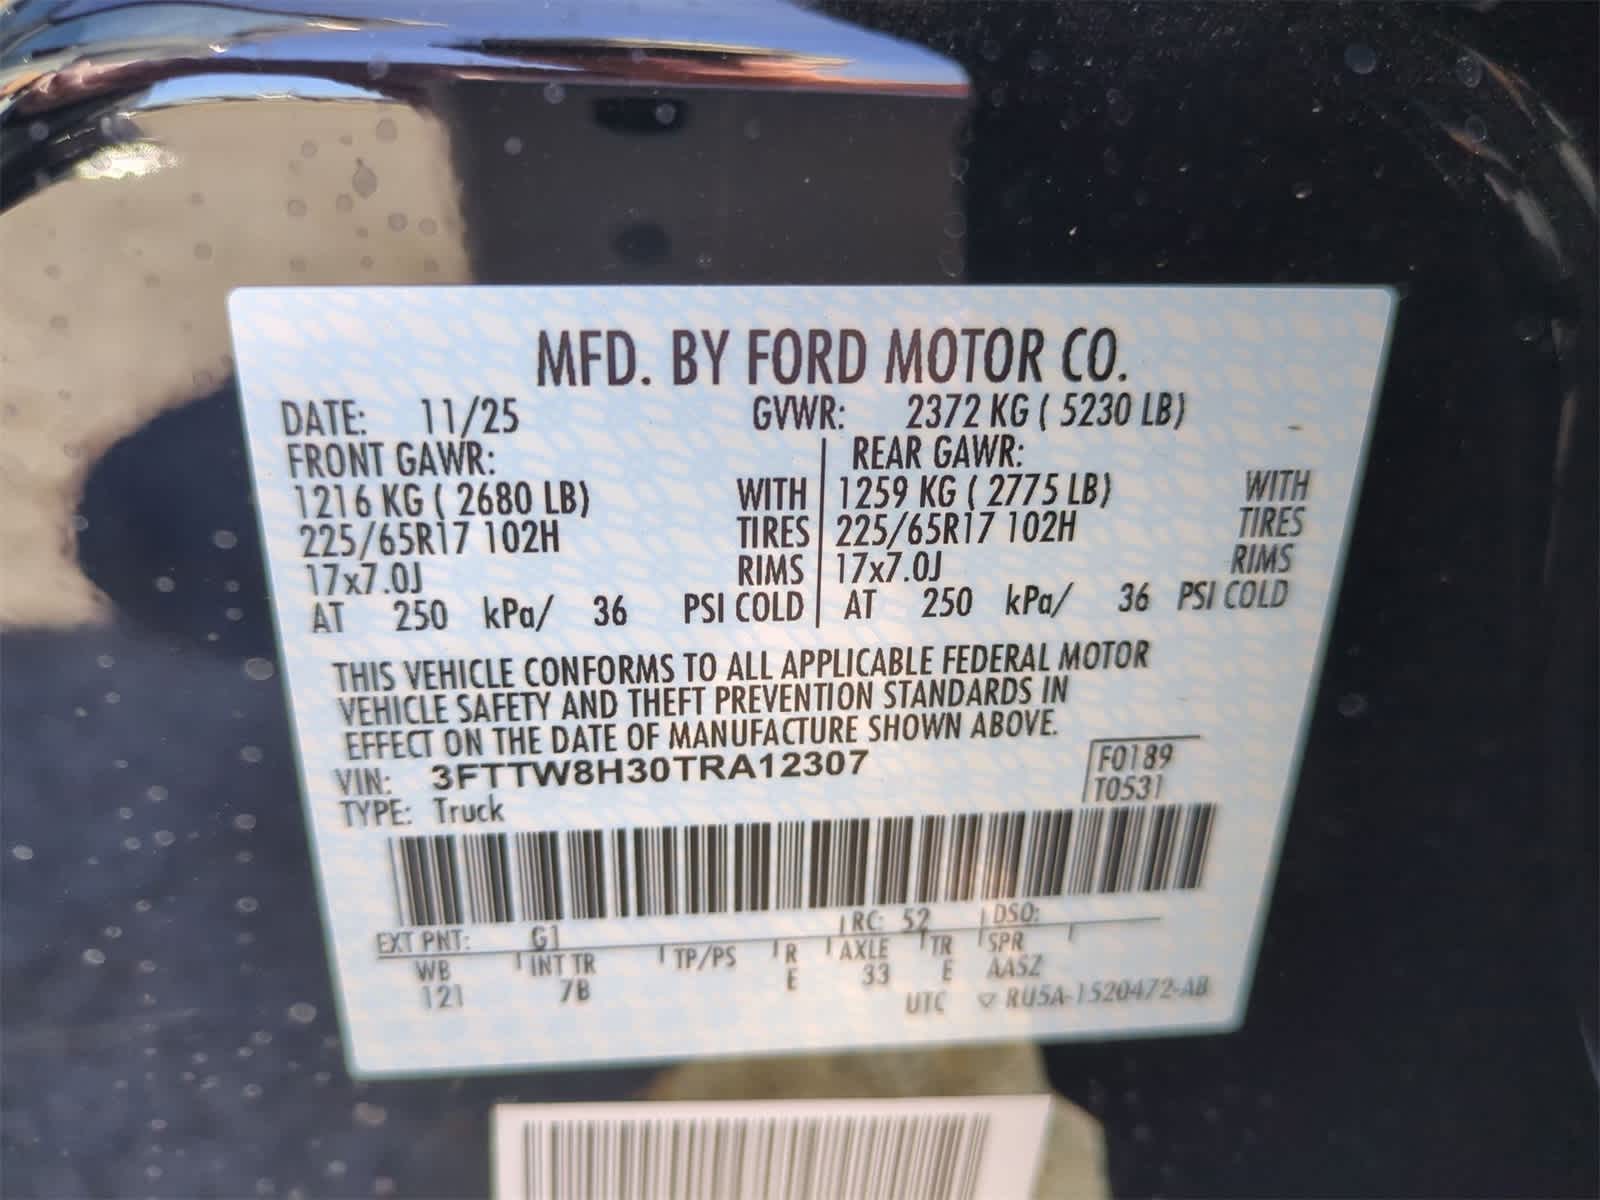 MFD. BY FORD MOTOR CO.
DATE: 11/25 GVWR: 2372 KG ( 5230 LB)
FRONT GAWR: REAR GAWR:
1216 KG ( 2680 LB) WITH 1259 KG ( 2775 LB) WITH
225/65R17 102H TIRES 225/65R17 102H TIRES
17x7.0J RIMS 17x7.0J RIMS
AT 250 kPa/ 36 PSI COLD AT 250 kPa/ 36 PSI COLD
THIS VEHICLE CONFORMS TO ALL APPLICABLE FEDERAL MOTOR
VEHICLE SAFETY AND THEFT PREVENTION STANDARDS IN
EFFECT ON THE DATE OF MANUFACTURE SHOWN ABOVE.
VIN: 3FTTW8H30TRA12307 F0189
TYPE: Truck T0531
EXT PNT: G1 RC: 52 DSO:
WB INT TR TP/PS R AXLE TR SPR
121 7B E 33 E AASZ
UTC ▽ RU5A-1520472-AB